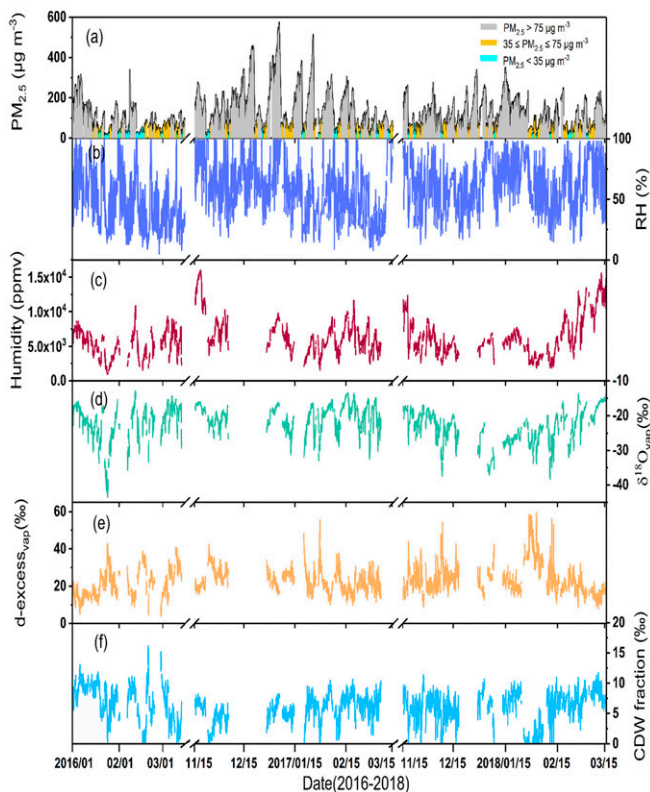 (a)
PM2.5 (µg m-3)
600
400
200
0
PM2.5 > 75 µg m-3
35 ≤ PM2.5 ≤ 75 µg m-3
PM2.5 < 35 µg m-3
(b)
100
50
0
RH (%)
(c)
Humidity (ppmv)
1.5x10⁴
1.0x10⁴
5.0x10³
0.0
(d)
-10
-20
-30
-40
δ18Ovap(‰)
(e)
d-excessvap(‰)
60
40
20
0
(f)
20
15
10
5
0
CDW fraction (‰)
2016/01 02/01 03/01 11/15 12/15 2017/01/15 02/15 03/15 11/15 12/15 2018/01/15 02/15 03/15
Date(2016-2018)